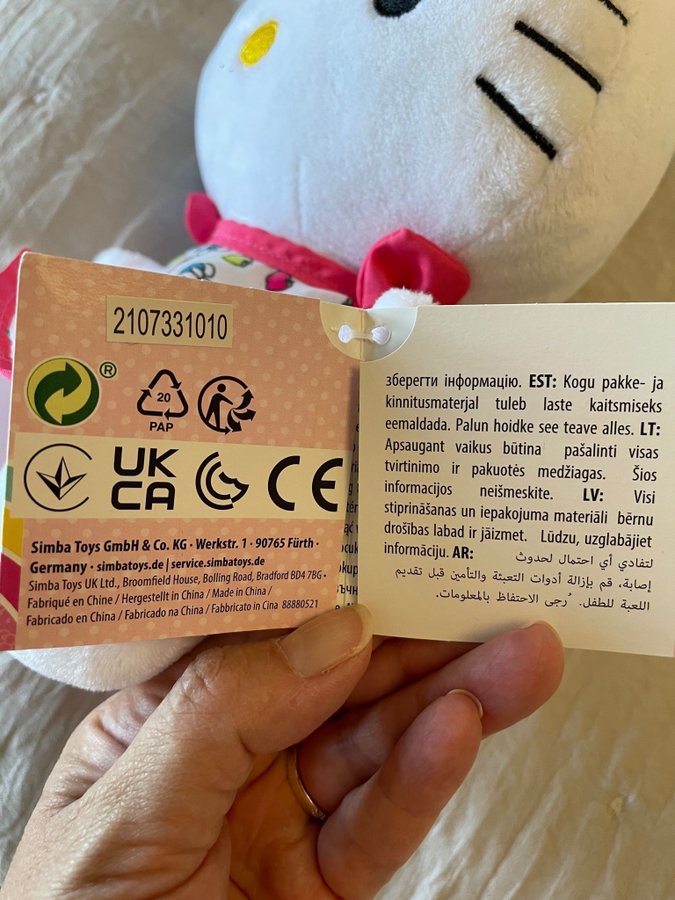 2107331010
®
20
PAP
UK
CA
CE
Simba Toys GmbH & Co. KG · Werkstr. 1 · 90765 Fürth ·
Germany · simbatoys.de | service.simbatoys.de
Simba Toys UK Ltd., Broomfield House, Bolling Road, Bradford BD4 7BG ·
Fabriqué en Chine / Hergestellt in China / Made in China /
Fabricado en China / Fabricado na China / Fabbricato in Cina 88880521
зберегти інформацію. EST: Kogu pakke- ja
kinnitusmaterjal tuleb laste kaitsmiseks
eemaldada. Palun hoidke see teave alles. LT:
Apsaugant vaikus būtina pašalinti visas
tvirtinimo ir pakuotės medžiagas. Šios
informacijos neišmeskite. LV: Visi
stiprināšanas un iepakojuma materiāli bērnu
drošības labad ir jāizmet. Lūdzu, uzglabājiet
informāciju. AR: لتفادي أي احتمال لحدوث
إصابة، قم بإزالة أدوات التعبئة والتأمين قبل تقديم
اللعبة للطفل. رجى الاحتفاظ بالمعلومات.